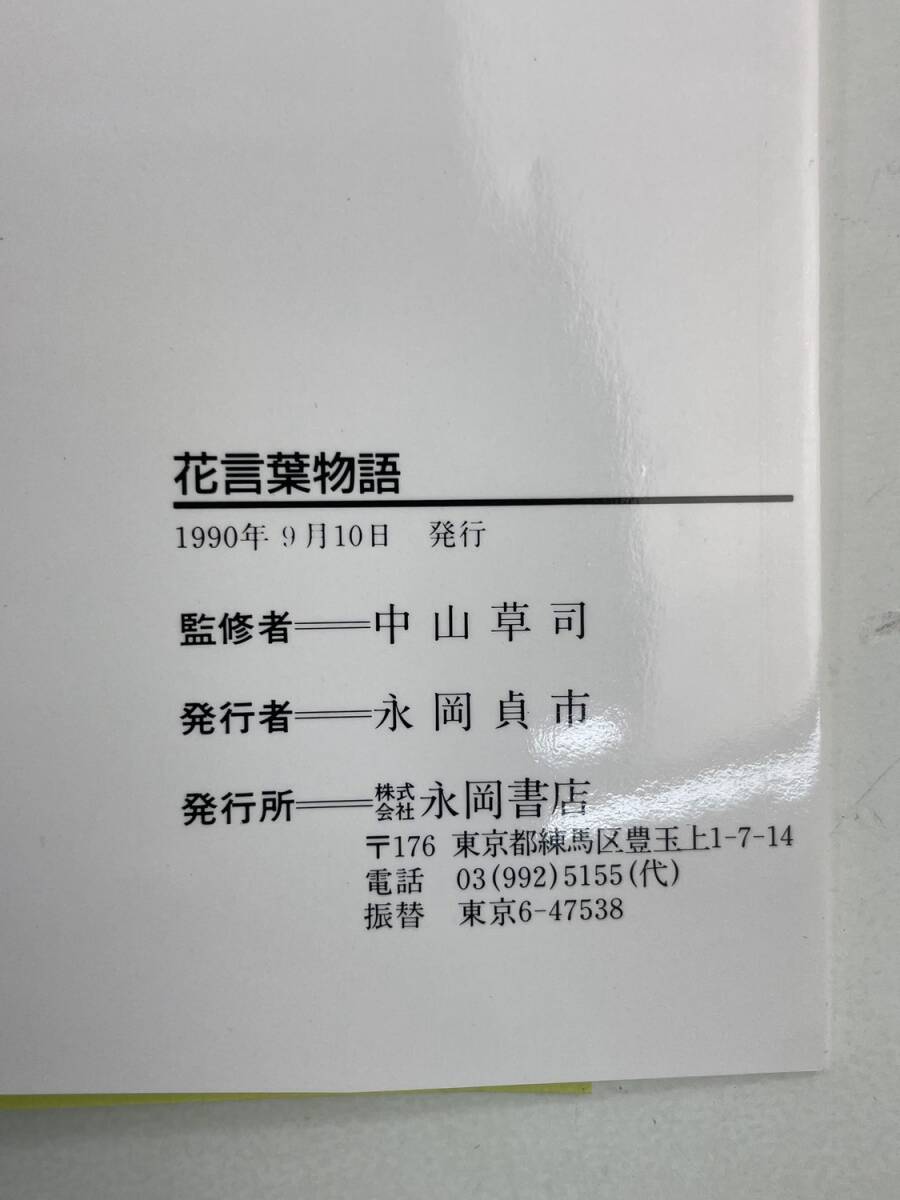 花言葉物語
1990年 9月10日 発行
監修者══中山草司
発行者══永岡貞市
発行所══株式会社永岡書店
〒176 東京都練馬区豊玉上1-7-14
電話 03(992)5155(代)
振替 東京6-47538